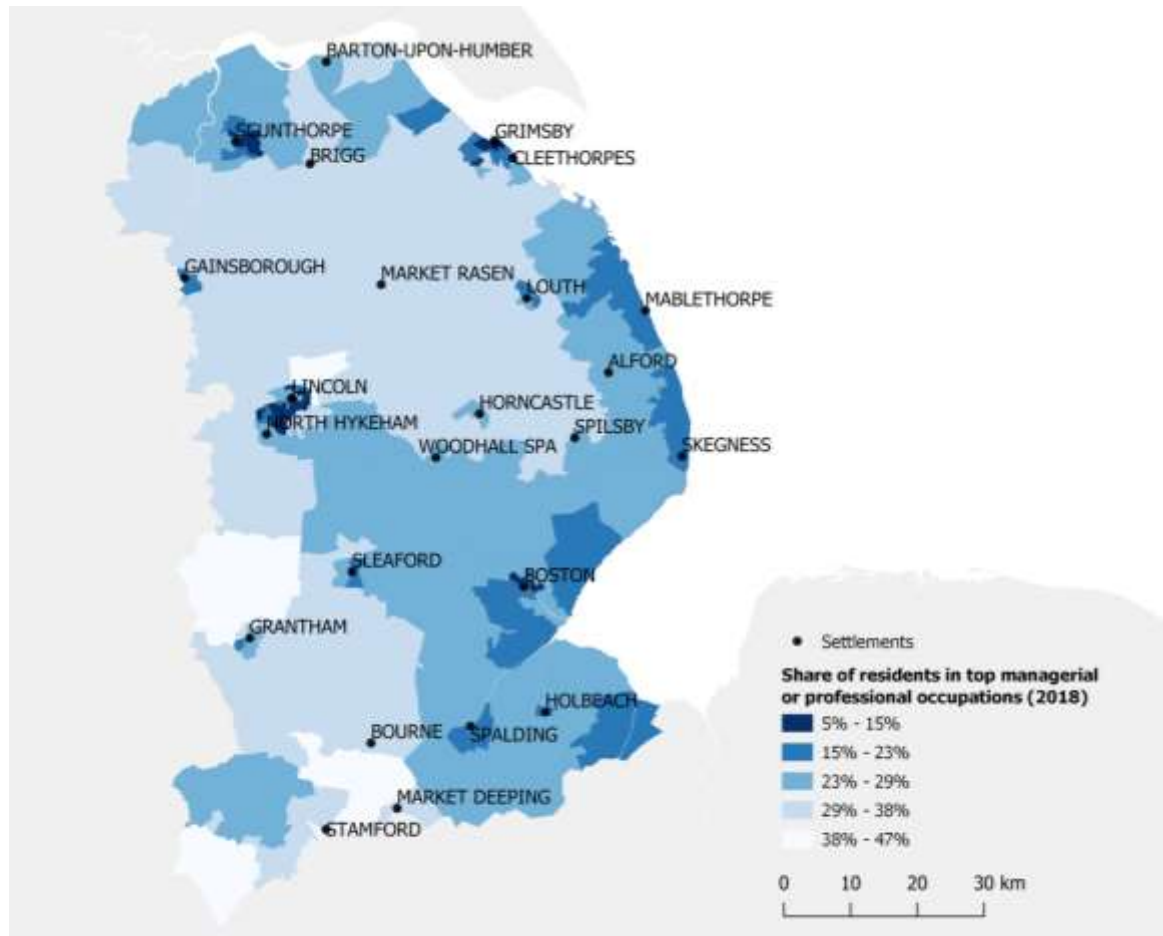 BARTON-UPON-HUMBER
SCUNTHORPE
GRIMSBY
BRIGG
CLEETHORPES
GAINSBOROUGH
MARKET RASEN
LOUTH
MABLETHORPE
ALFORD
LINCOLN
HORNCASTLE
NORTH HYKEHAM
SPILSBY
WOODHALL SPA
SKEGNESS
SLEAFORD
BOSTON
GRANTHAM
HOLBEACH
BOURNE
SPALDING
MARKET DEEPING
STAMFORD
Settlements
Share of residents in top managerial
or professional occupations (2018)
5% - 15%
15% - 23%
23% - 29%
29% - 38%
38% - 47%
0 10 20 30 km